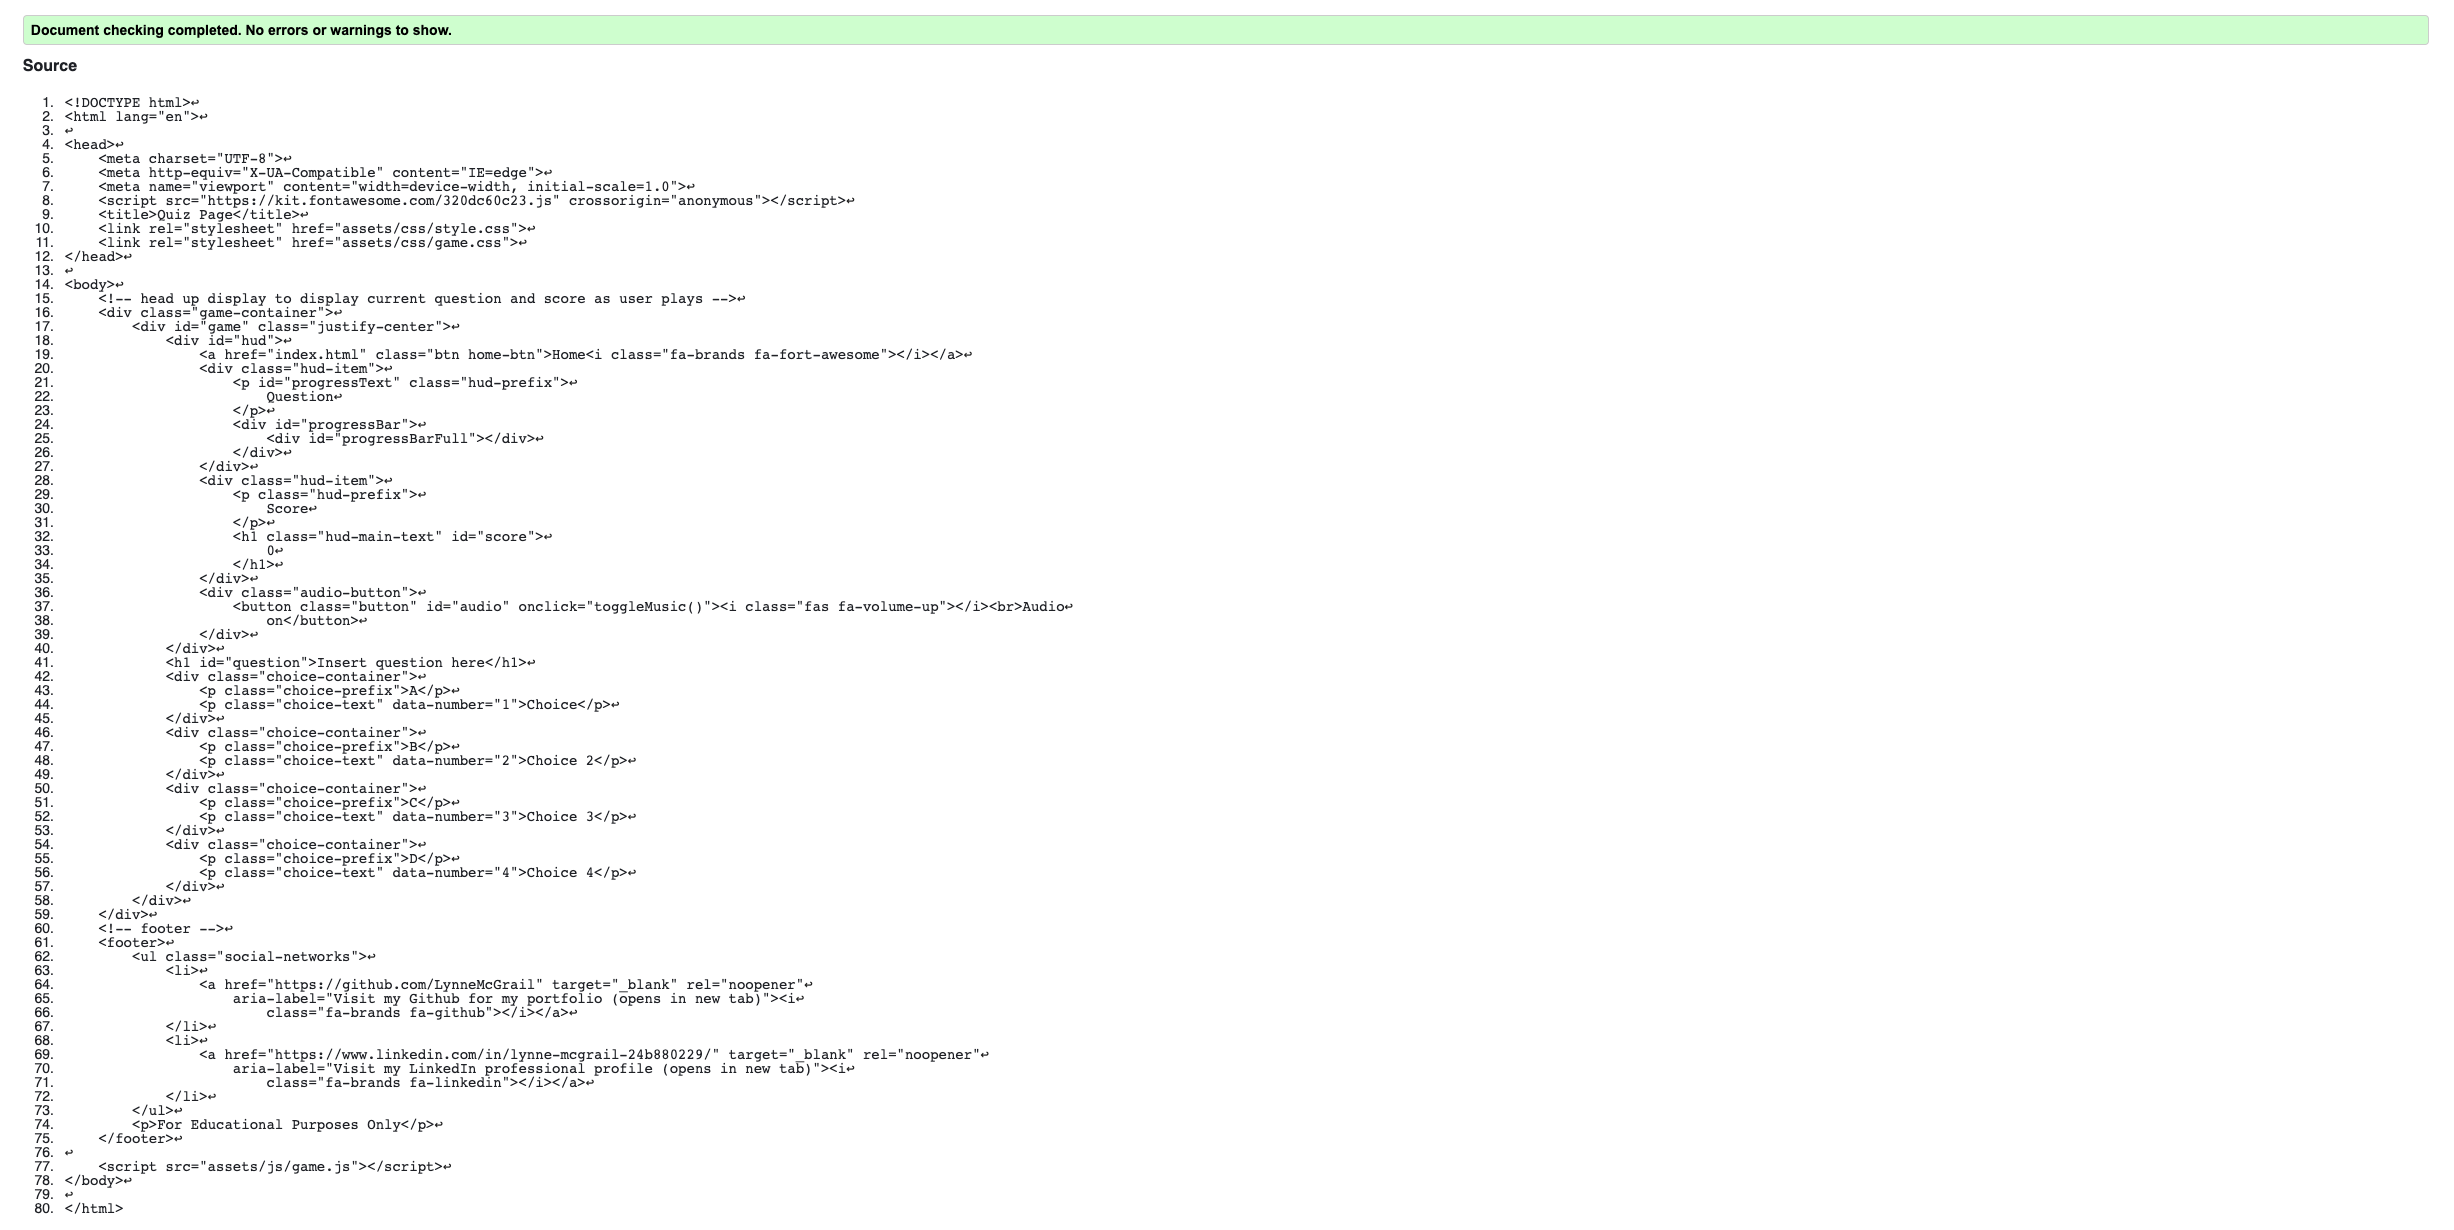 Document checking completed. No errors or warnings to show.
Source
1. <!DOCTYPE html>↩
2. <html lang="en">↩
3. ↩
4. <head>↩
5.     <meta charset="UTF-8">↩
6.     <meta http-equiv="X-UA-Compatible" content="IE=edge">↩
7.     <meta name="viewport" content="width=device-width, initial-scale=1.0">↩
8.     <script src="https://kit.fontawesome.com/320dc60c23.js" crossorigin="anonymous"></script>↩
9.     <title>Quiz Page</title>↩
10.     <link rel="stylesheet" href="assets/css/style.css">↩
11.     <link rel="stylesheet" href="assets/css/game.css">↩
12. </head>↩
13. ↩
14. <body>↩
15.     <!-- head up display to display current question and score as user plays -->↩
16.     <div class="game-container">↩
17.         <div id="game" class="justify-center">↩
18.             <div id="hud">↩
19.                 <a href="index.html" class="btn home-btn">Home<i class="fa-brands fa-fort-awesome"></i></a>↩
20.                 <div class="hud-item">↩
21.                     <p id="progressText" class="hud-prefix">↩
22.                         Question↩
23.                     </p>↩
24.                     <div id="progressBar">↩
25.                         <div id="progressBarFull"></div>↩
26.                     </div>↩
27.                 </div>↩
28.                 <div class="hud-item">↩
29.                     <p class="hud-prefix">↩
30.                         Score↩
31.                     </p>↩
32.                     <h1 class="hud-main-text" id="score">↩
33.                         0↩
34.                     </h1>↩
35.                 </div>↩
36.                 <div class="audio-button">↩
37.                     <button class="button" id="audio" onclick="toggleMusic()"><i class="fas fa-volume-up"></i><br>Audio↩
38.                         on</button>↩
39.                 </div>↩
40.             </div>↩
41.             <h1 id="question">Insert question here</h1>↩
42.             <div class="choice-container">↩
43.                 <p class="choice-prefix">A</p>↩
44.                 <p class="choice-text" data-number="1">Choice</p>↩
45.             </div>↩
46.             <div class="choice-container">↩
47.                 <p class="choice-prefix">B</p>↩
48.                 <p class="choice-text" data-number="2">Choice 2</p>↩
49.             </div>↩
50.             <div class="choice-container">↩
51.                 <p class="choice-prefix">C</p>↩
52.                 <p class="choice-text" data-number="3">Choice 3</p>↩
53.             </div>↩
54.             <div class="choice-container">↩
55.                 <p class="choice-prefix">D</p>↩
56.                 <p class="choice-text" data-number="4">Choice 4</p>↩
57.             </div>↩
58.         </div>↩
59.     </div>↩
60.     <!-- footer -->↩
61.     <footer>↩
62.         <ul class="social-networks">↩
63.             <li>↩
64.                 <a href="https://github.com/LynneMcGrail" target="_blank" rel="noopener"↩
65.                     aria-label="Visit my Github for my portfolio (opens in new tab)"><i↩
66.                         class="fa-brands fa-github"></i></a>↩
67.             </li>↩
68.             <li>↩
69.                 <a href="https://www.linkedin.com/in/lynne-mcgrail-24b880229/" target="_blank" rel="noopener"↩
70.                     aria-label="Visit my LinkedIn professional profile (opens in new tab)"><i↩
71.                         class="fa-brands fa-linkedin"></i></a>↩
72.             </li>↩
73.         </ul>↩
74.         <p>For Educational Purposes Only</p>↩
75.     </footer>↩
76. ↩
77.     <script src="assets/js/game.js"></script>↩
78. </body>↩
79. ↩
80. </html>